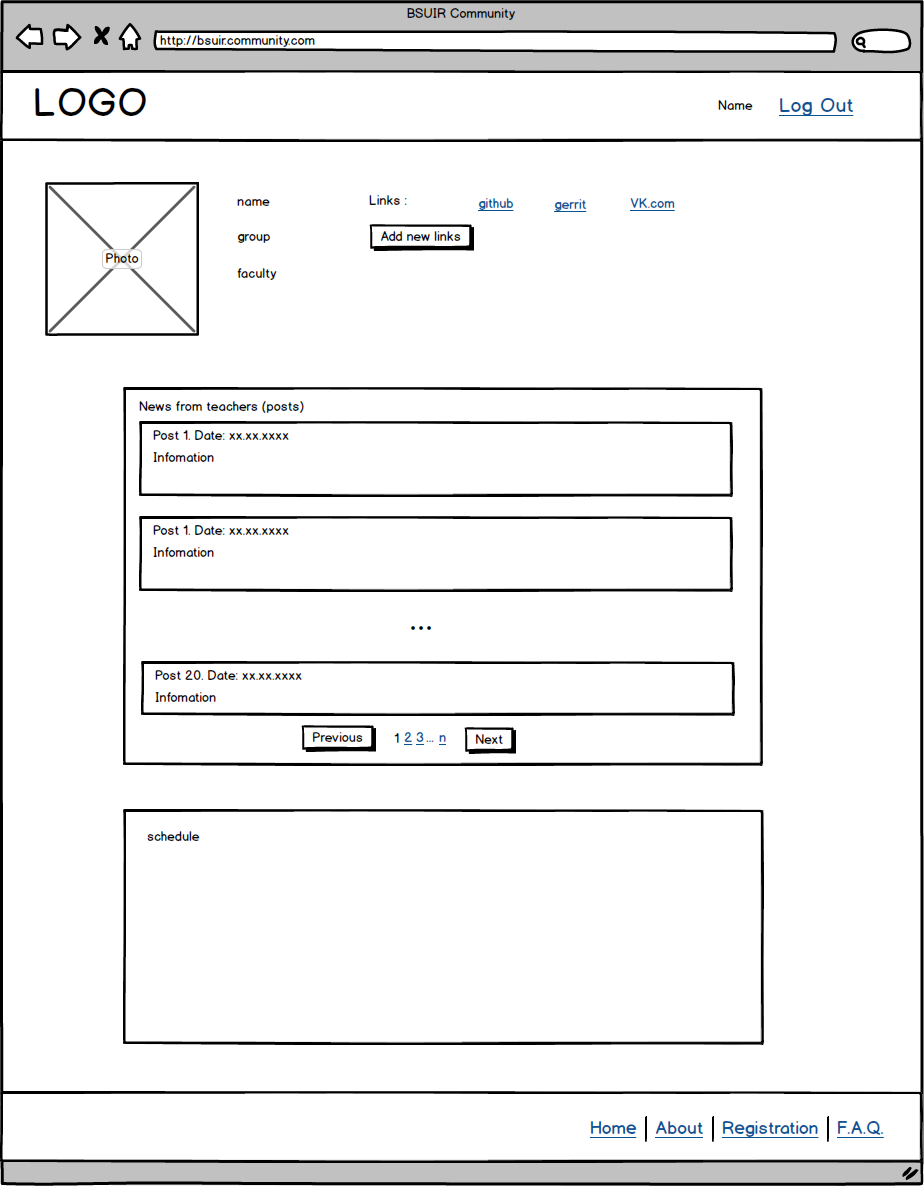 BSUIR Community
http://bsuir.community.com
LOGO
Name Log Out
Photo
name
group
faculty
Links : github gerrit VK.com
Add new links
News from teachers (posts)
Post 1. Date: xx.xx.xxxx
Infomation
Post 1. Date: xx.xx.xxxx
Infomation
...
Post 20. Date: xx.xx.xxxx
Infomation
Previous 1 2 3 ... n Next
schedule
Home About Registration F.A.Q.